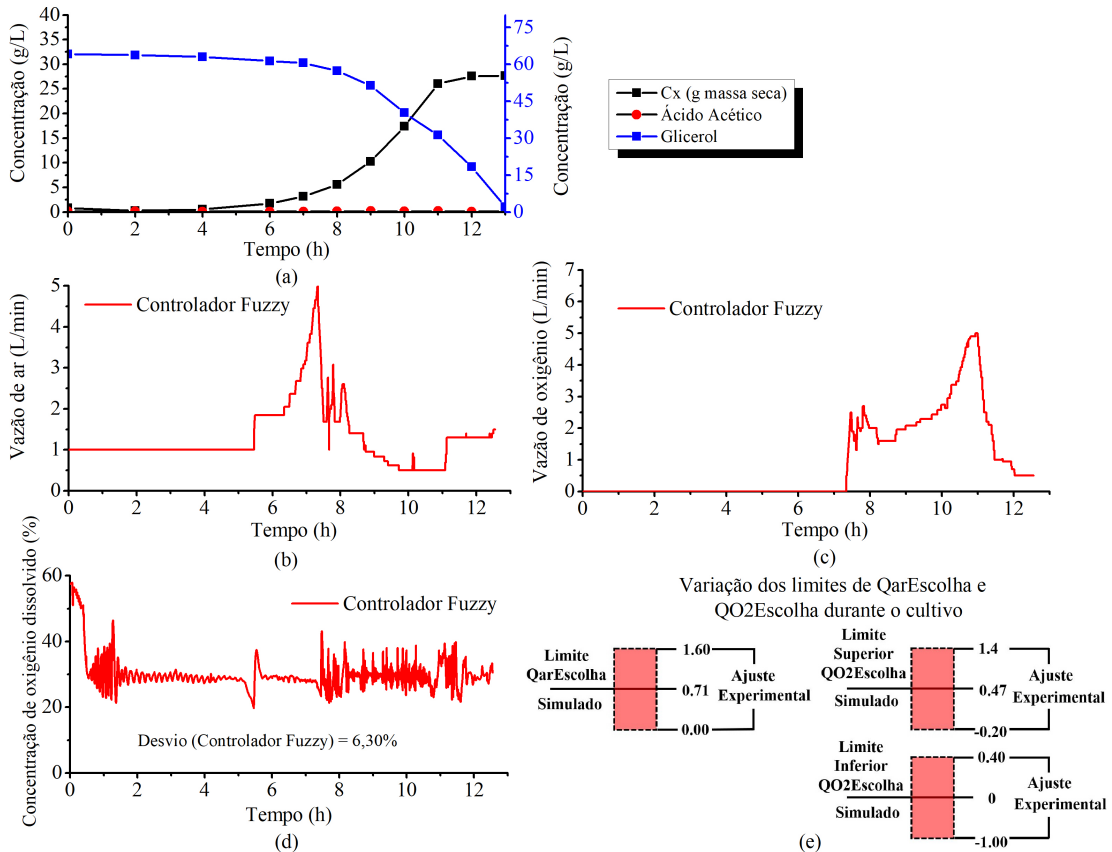 Concentração (g/L)
40
35
30
25
20
15
10
5
0
75
60
45
30
15
0
Concentração (g/L)
0 2 4 6 8 10 12
Tempo (h)
(a)
Cx (g massa seca)
Ácido Acético
Glicerol
Vazão de ar (L/min)
5
4
3
2
1
0
Controlador Fuzzy
0 2 4 6 8 10 12
Tempo (h)
(b)
Vazão de oxigênio (L/min)
7
6
5
4
3
2
1
0
Controlador Fuzzy
0 2 4 6 8 10 12
Tempo (h)
(c)
Concentração de oxigênio dissolvido (%)
60
40
20
0
Controlador Fuzzy
Desvio (Controlador Fuzzy) = 6,30%
0 2 4 6 8 10 12
Tempo (h)
(d)
Variação dos limites de QarEscolha e
QO2Escolha durante o cultivo
Limite
QarEscolha
Simulado
1.60
0.71
0.00
Ajuste
Experimental
Limite
Superior
QO2Escolha
Simulado
1.4
0.47
-0.20
Ajuste
Experimental
Limite
Inferior
QO2Escolha
Simulado
0.40
0
-1.00
Ajuste
Experimental
(e)